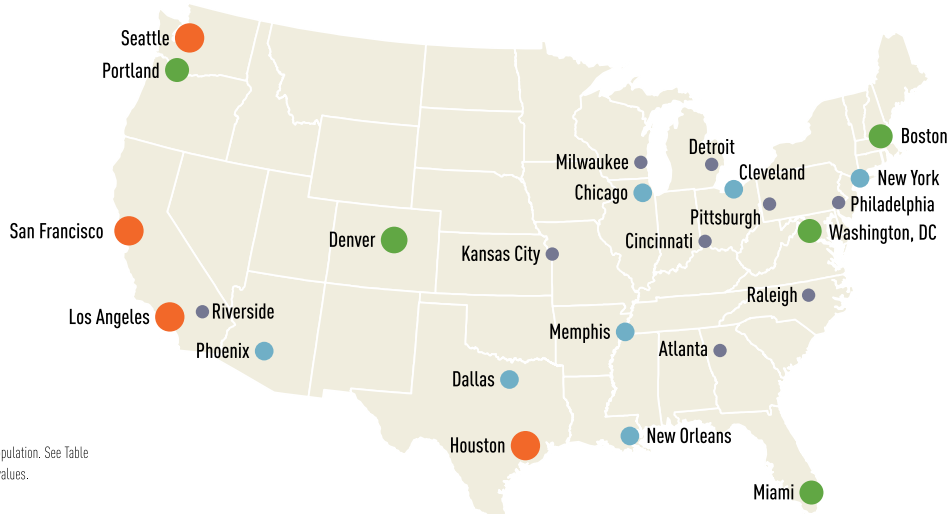 Seattle
Portland
Boston
Detroit
Milwaukee
Cleveland
Chicago
New York
Pittsburgh
Philadelphia
San Francisco
Denver
Cincinnati
Washington, DC
Kansas City
Raleigh
Los Angeles
Riverside
Memphis
Phoenix
Atlanta
Dallas
Houston
New Orleans
pulation. See Table
values.
Miami